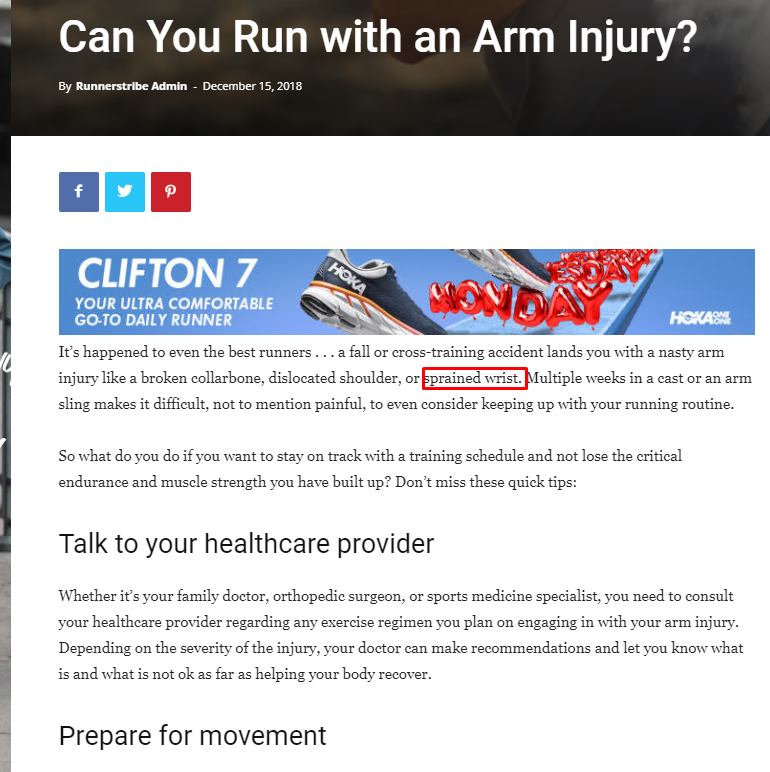 Can You Run with an Arm Injury?
By Runnerstribe Admin - December 15, 2018
CLIFTON 7
YOUR ULTRA COMFORTABLE
GO-TO DAILY RUNNER
HOKA
MONDAY
HOKA ONE ONE
It’s happened to even the best runners . . . a fall or cross-training accident lands you with a nasty arm
injury like a broken collarbone, dislocated shoulder, or sprained wrist. Multiple weeks in a cast or an arm
sling makes it difficult, not to mention painful, to even consider keeping up with your running routine.
So what do you do if you want to stay on track with a training schedule and not lose the critical
endurance and muscle strength you have built up? Don’t miss these quick tips:
Talk to your healthcare provider
Whether it’s your family doctor, orthopedic surgeon, or sports medicine specialist, you need to consult
your healthcare provider regarding any exercise regimen you plan on engaging in with your arm injury.
Depending on the severity of the injury, your doctor can make recommendations and let you know what
is and what is not ok as far as helping your body recover.
Prepare for movement